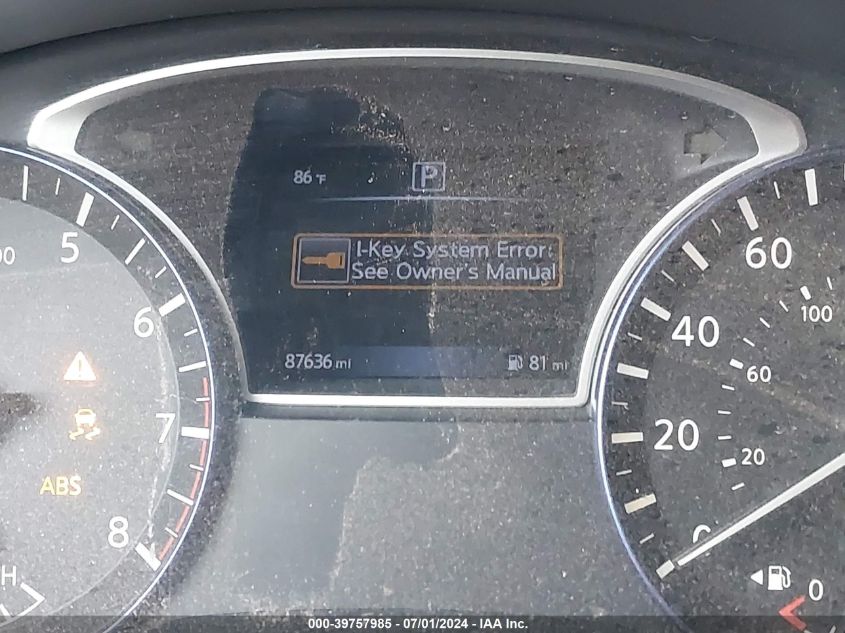 86 °F P
I-Key System Error:
See Owner's Manual
87636 mi 81 mi
5
6
7
8
ABS
H
60
40
20
100
60
20
0
000-39757985 - 07/01/2024 - IAA Inc.